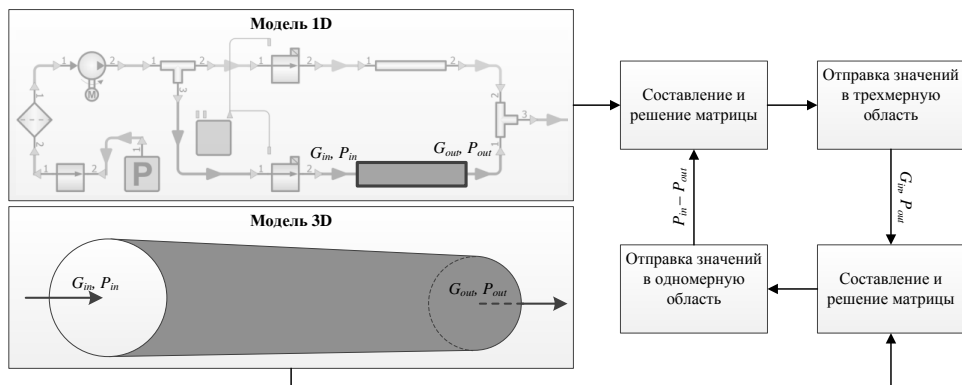 Модель 1D
1
2
1
2
1
2
1
2
3
M
2
3
1
2
1
2
1
P
1
2
1
G_in, P_in
G_out, P_out
Модель 3D
G_in, P_in
G_out, P_out
Составление и
решение матрицы
Отправка значений
в трехмерную
область
P_in – P_out
G_in, P_out
Отправка значений
в одномерную
область
Составление и
решение матрицы